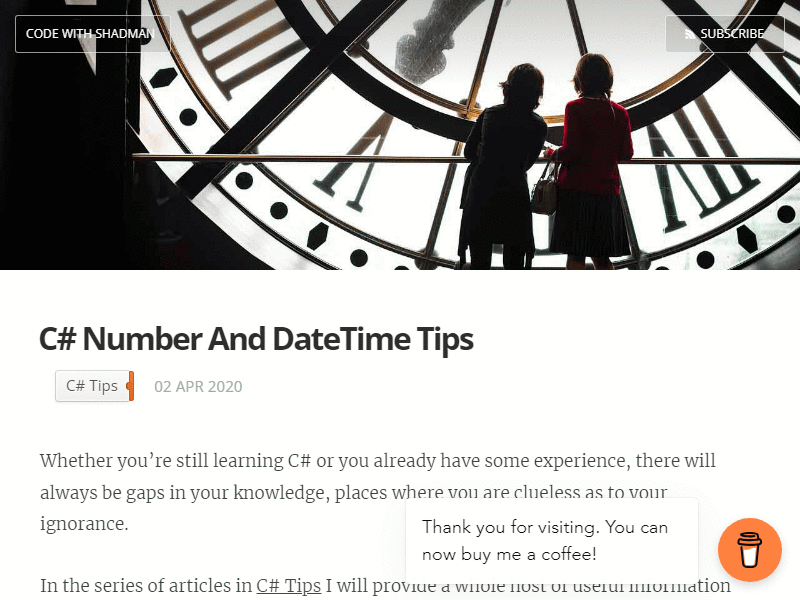 CODE WITH SHADMAN
SUBSCRIBE
C# Number And DateTime Tips
C# Tips
02 APR 2020
Whether you’re still learning C# or you already have some experience, there will
always be gaps in your knowledge, places where you are clueless as to your
ignorance.
Thank you for visiting. You can
now buy me a coffee!
In the series of articles in C# Tips I will provide a whole host of useful information